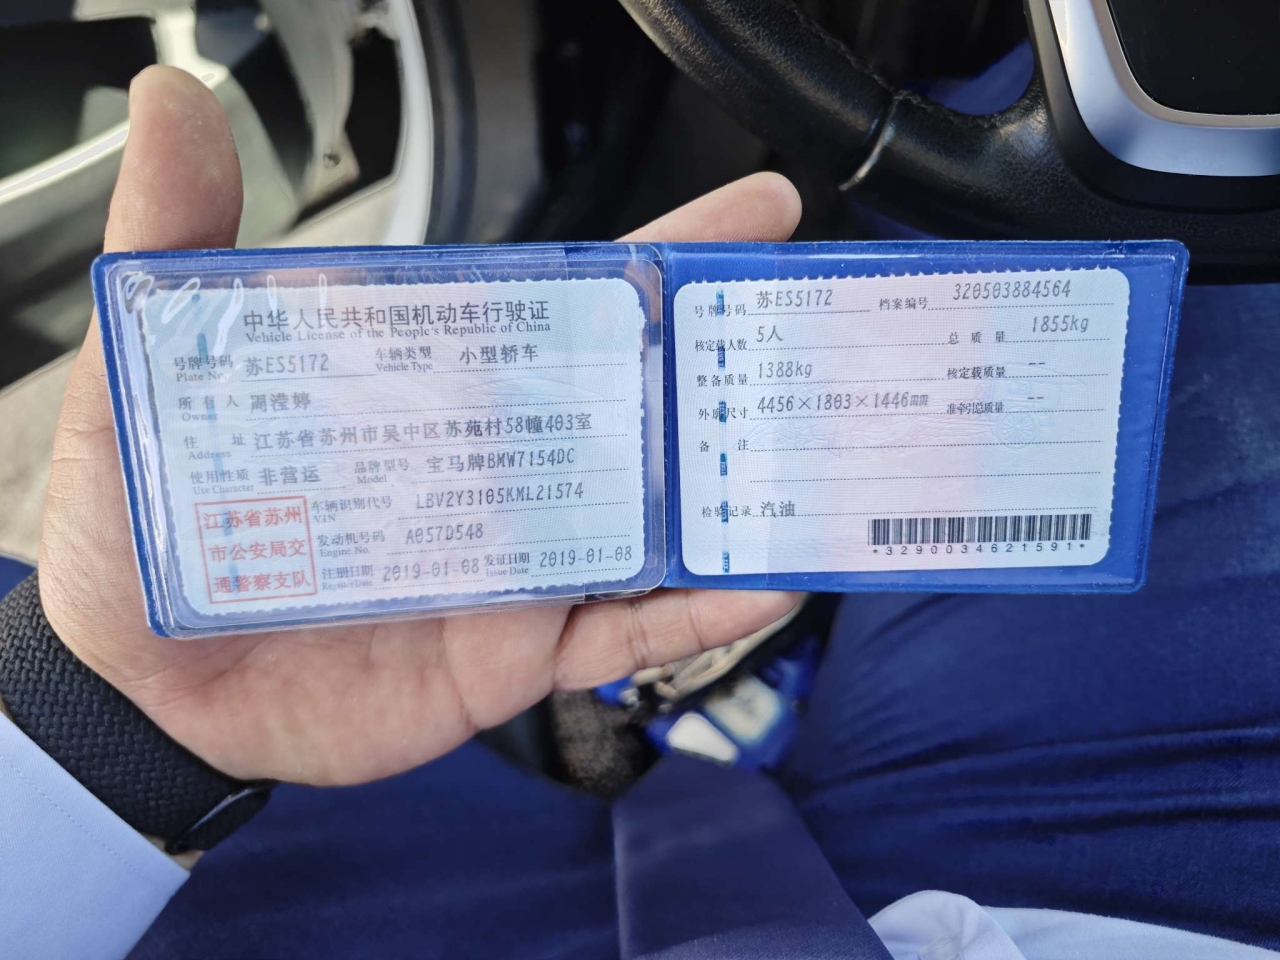 中华人民共和国机动车行驶证
Vehicle License of the People's Republic of China
号牌号码 苏ES5172 车辆类型 小型轿车
Plate No. Vehicle Type
所有人 周滢婷
Owner
住址 江苏省苏州市吴中区苏苑村58幢403室
Address
使用性质 非营运 品牌型号 宝马牌BMW7154DC
Use Character Model
江苏省苏州
市公安局交
通警察支队
车辆识别代号 LBV2Y3105KML21574
VIN
发动机号码 A057D548
Engine No.
注册日期 2019-01-08 发证日期 2019-01-08
Register Date Issue Date
号牌号码 苏ES5172 档案编号 320503884564
核定载人数 5人 总质量 1855kg
整备质量 1388kg 核定载质量 --
外廓尺寸 4456×1803×1446㎜ 准牵引总质量 --
备注
检验记录 汽油
*3290034621591*